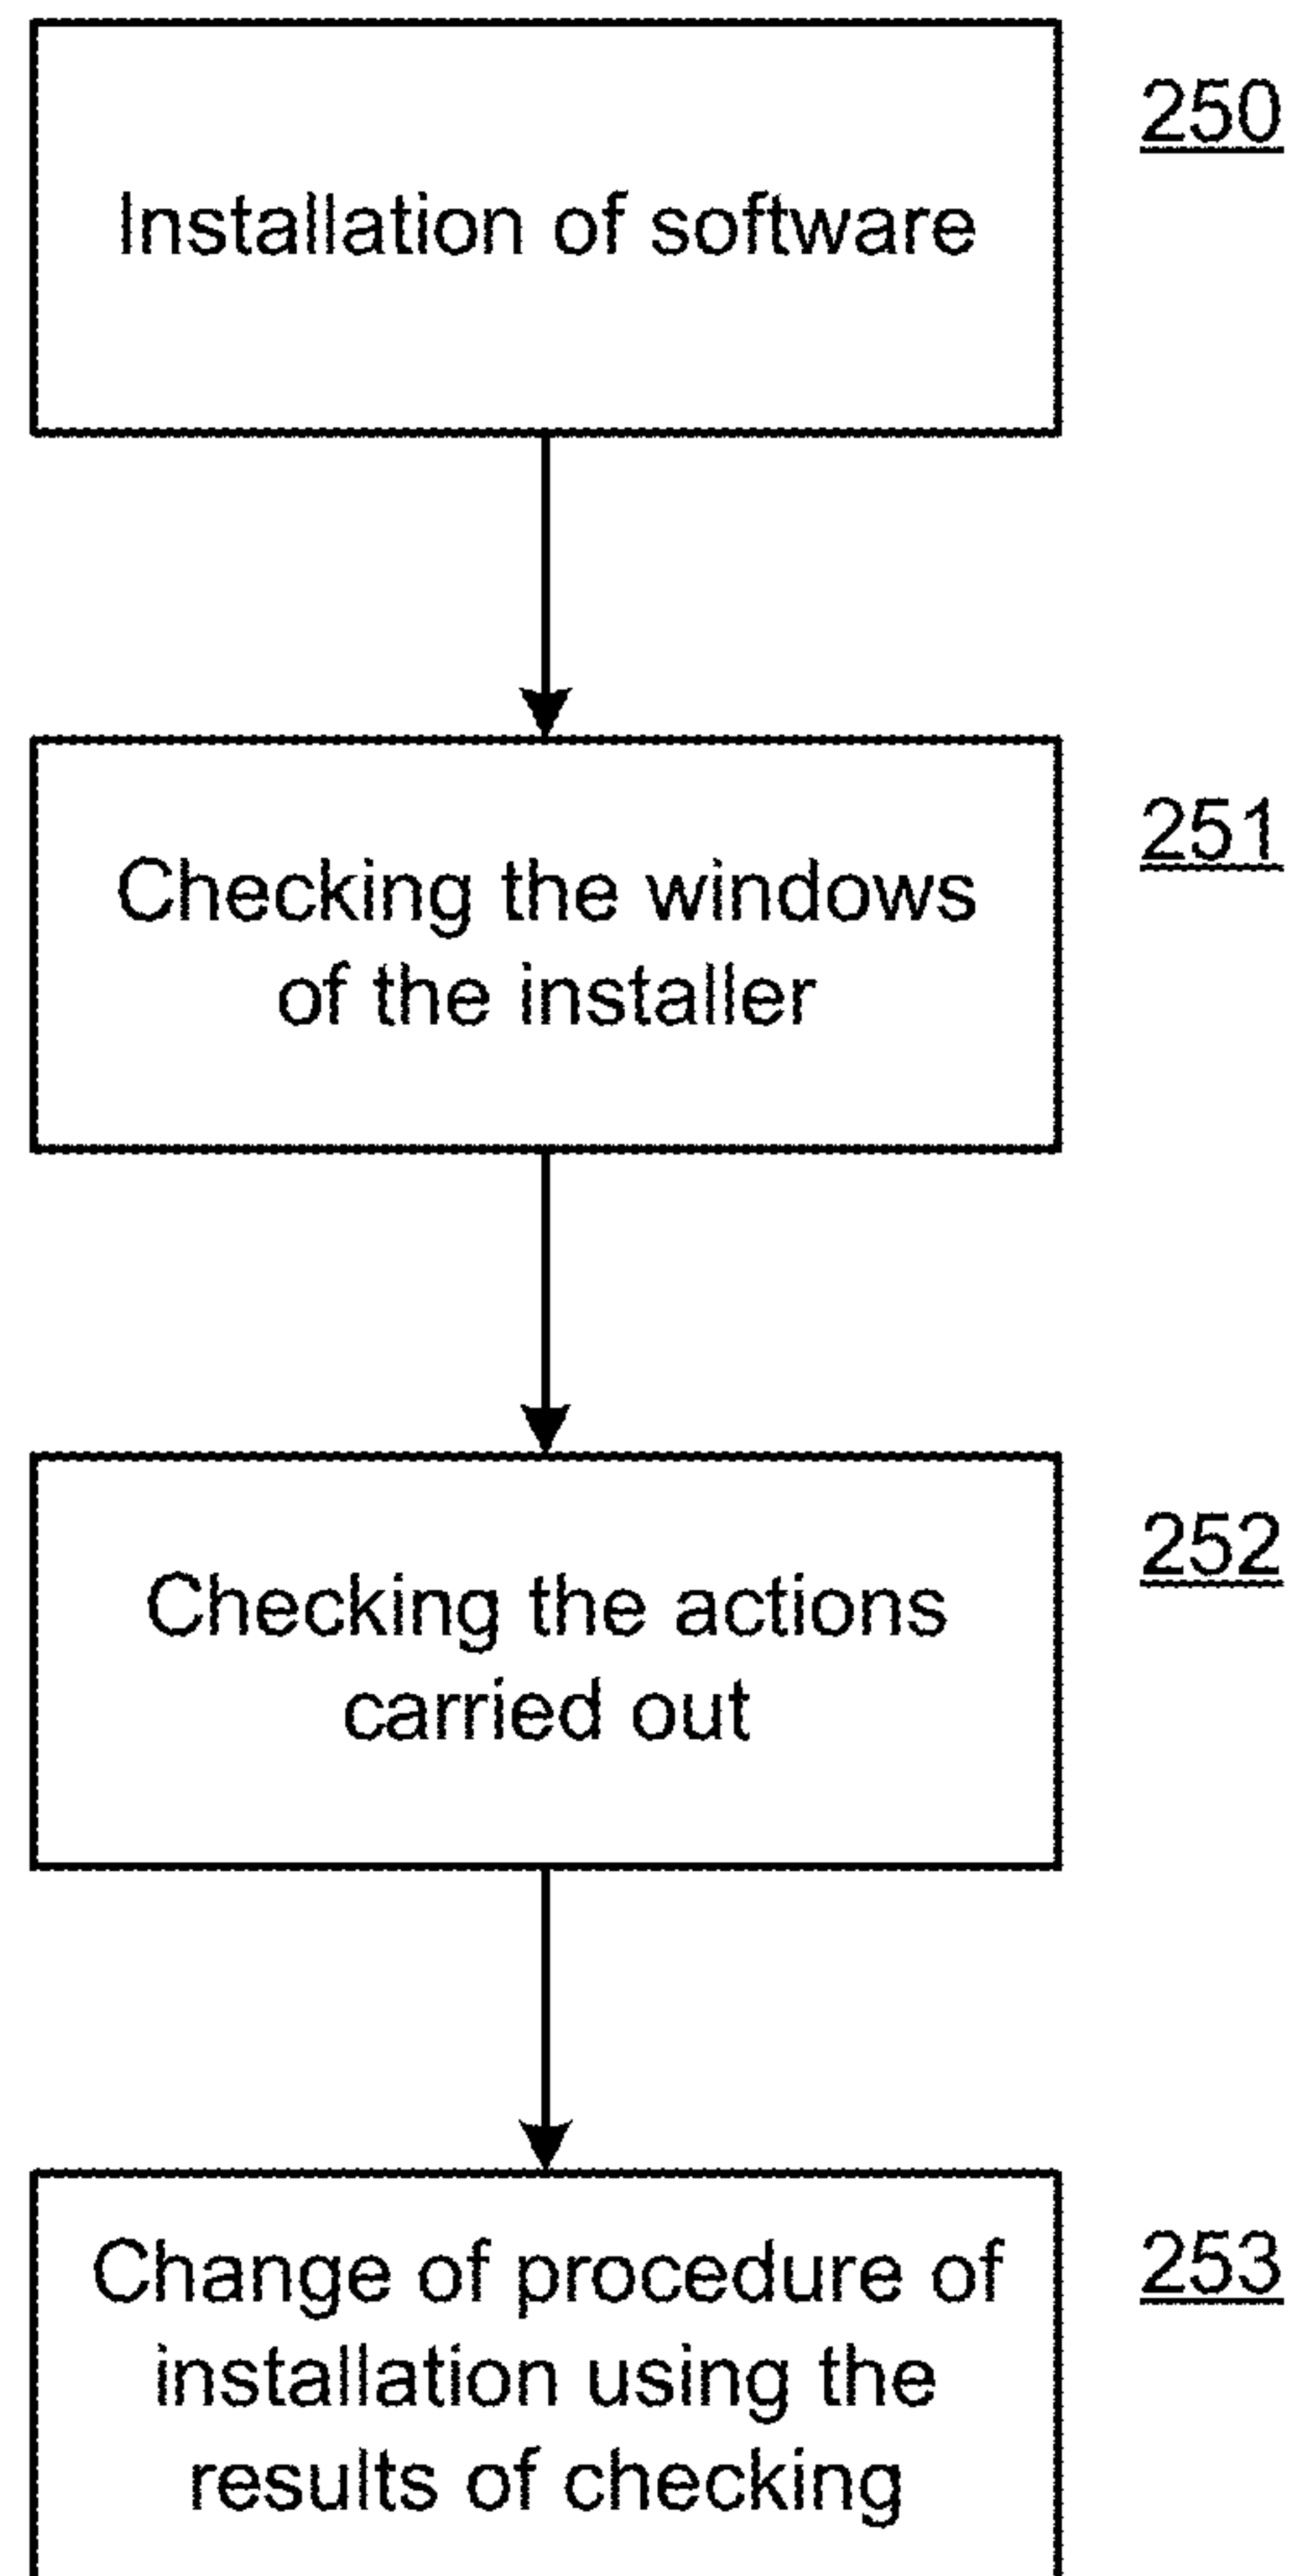 250
Installation of software
251
Checking the windows
of the installer
252
Checking the actions
carried out
253
Change of procedure of
installation using the
results of checking